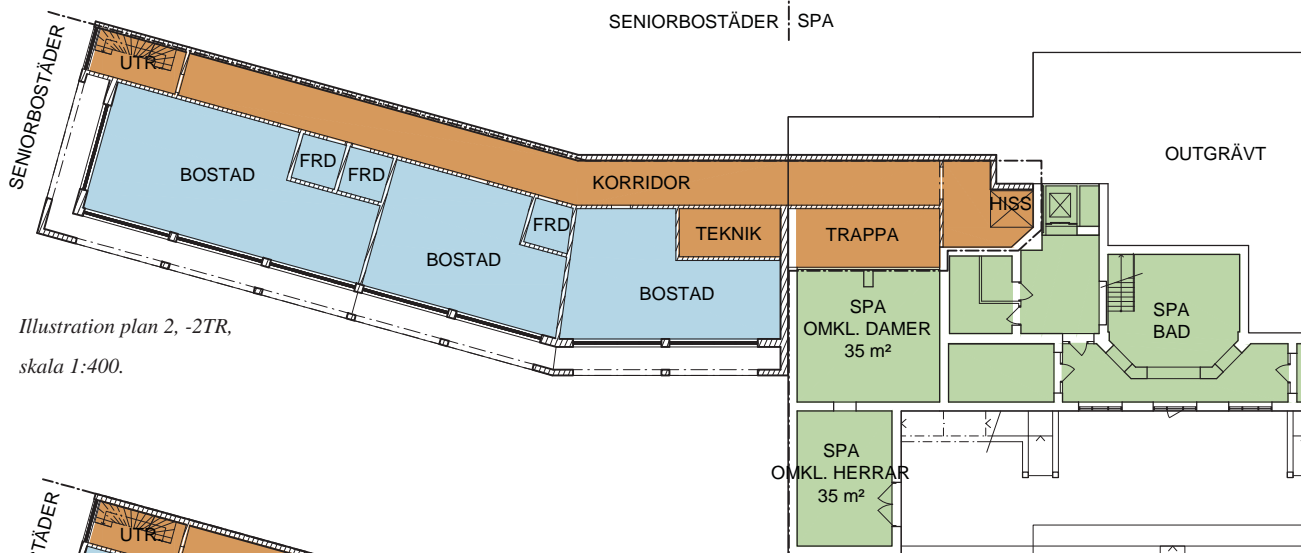 SENIORBOSTÄDER
SPA
SENIORBOSTÄDER
UTR.
BOSTAD
FRD
FRD
KORRIDOR
OUTGRÄVT
HISS
FRD
TEKNIK
TRAPPA
BOSTAD
BOSTAD
SPA
OMKL. DAMER
35 m²
SPA
BAD
Illustration plan 2, -2TR,
skala 1:400.
SPA
OMKL. HERRAR
35 m²
TÄDER
UTR.